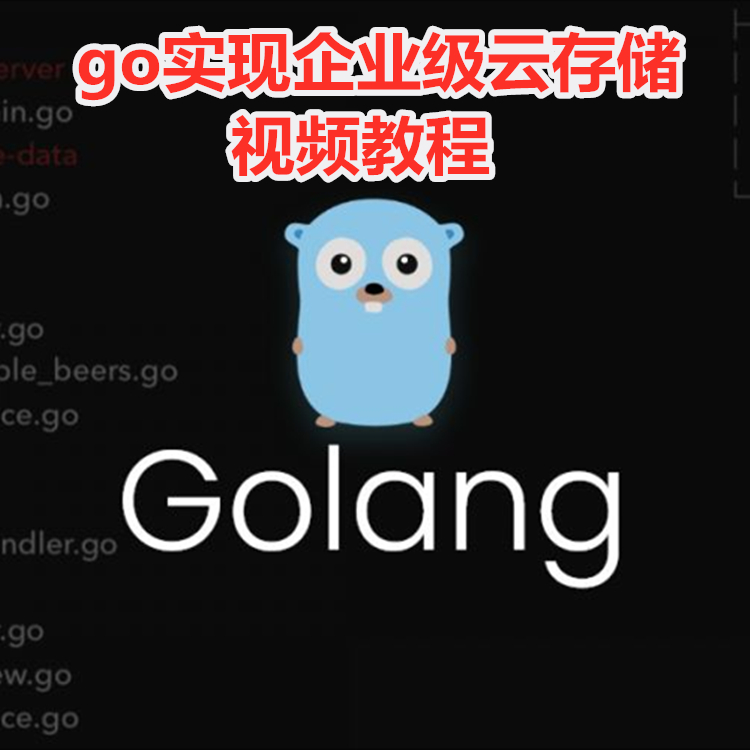 go实现企业级云存储
视频教程
erver
in.go
e-data
.go
.go
ble_beers.go
ce.go
Golang
ndler.go
.go
ew.go
ce.go